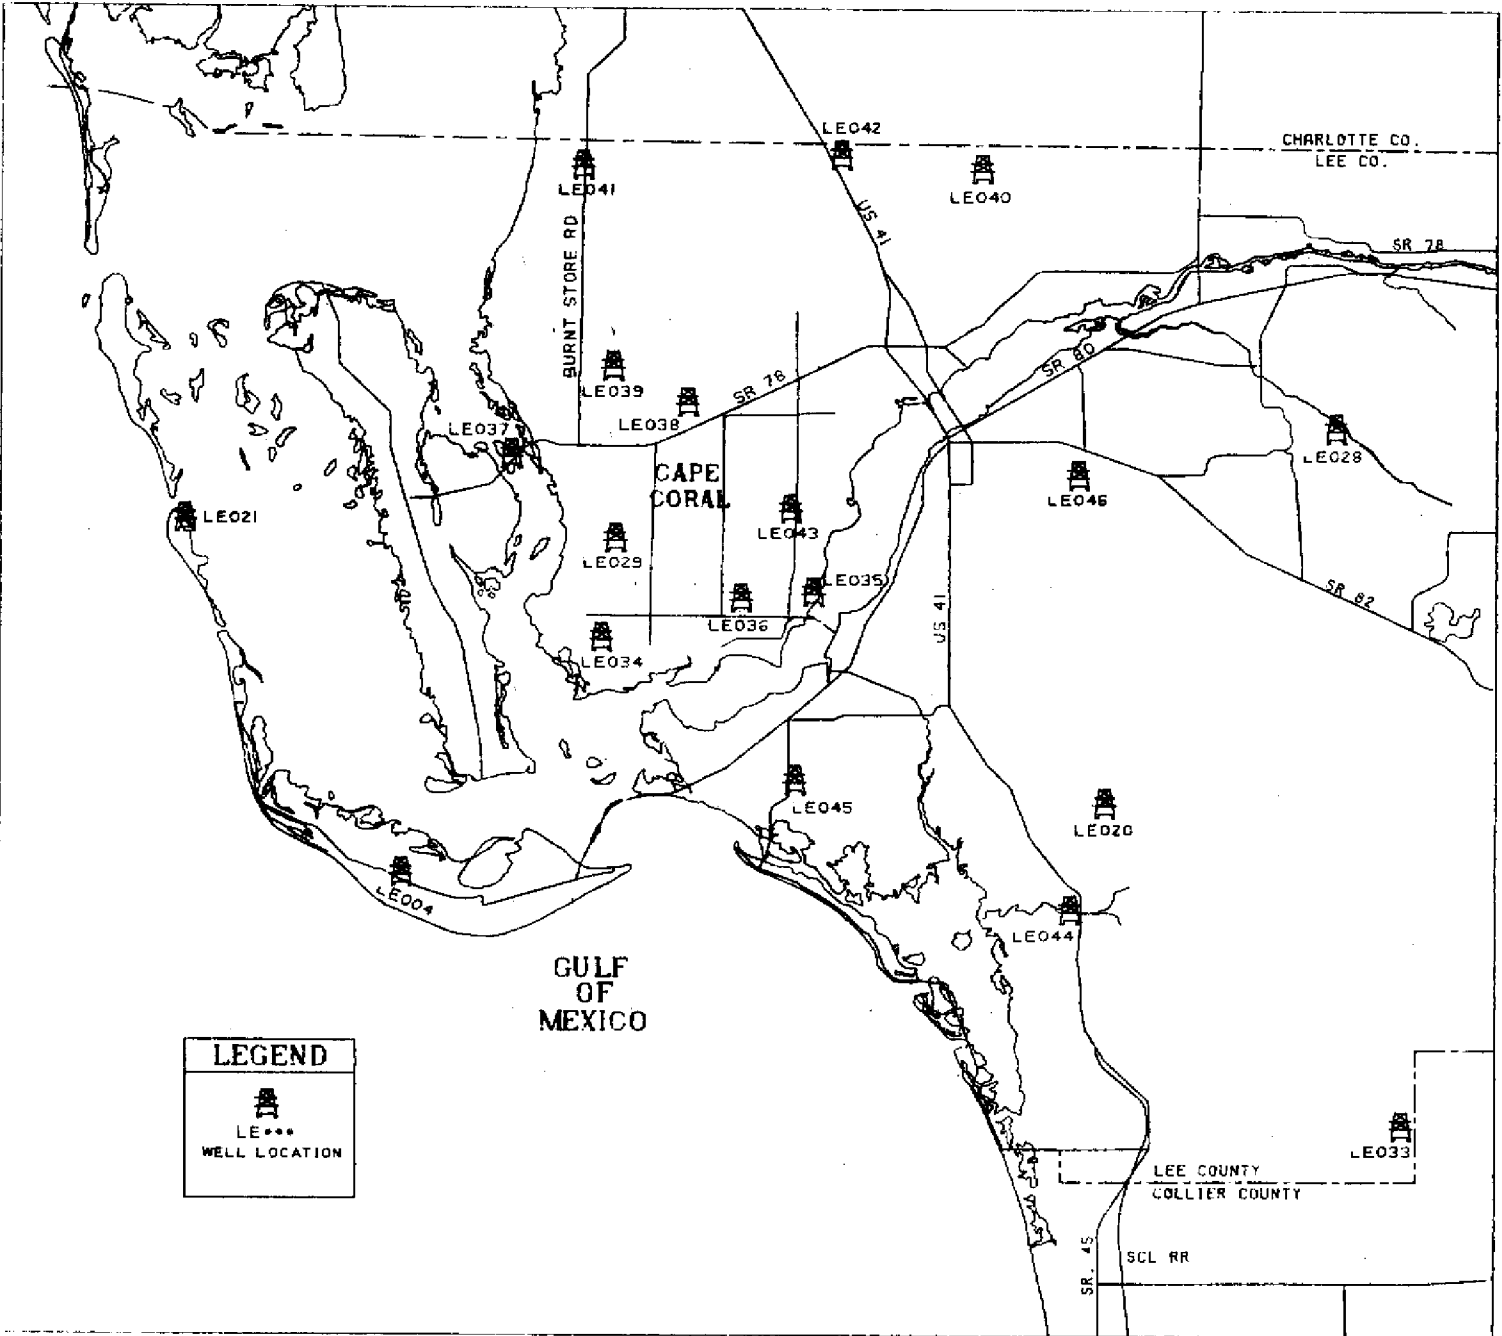 LE042
CHARLOTTE CO.
LEE CO.
LE041
LE040
US 41
BURNT STORE RD
SR 78
SR 80
LE039
SR 78
LE038
LE037
CAPE
CORAL
LE028
LE046
LE021
LE043
LE029
LE035
SR 82
LE036
US 41
LE034
LE045
LE020
LE004
LE044
GULF
OF
MEXICO
LEGEND
LE***
WELL LOCATION
LE033
LEE COUNTY
COLLIER COUNTY
SR. 45
SCL RR